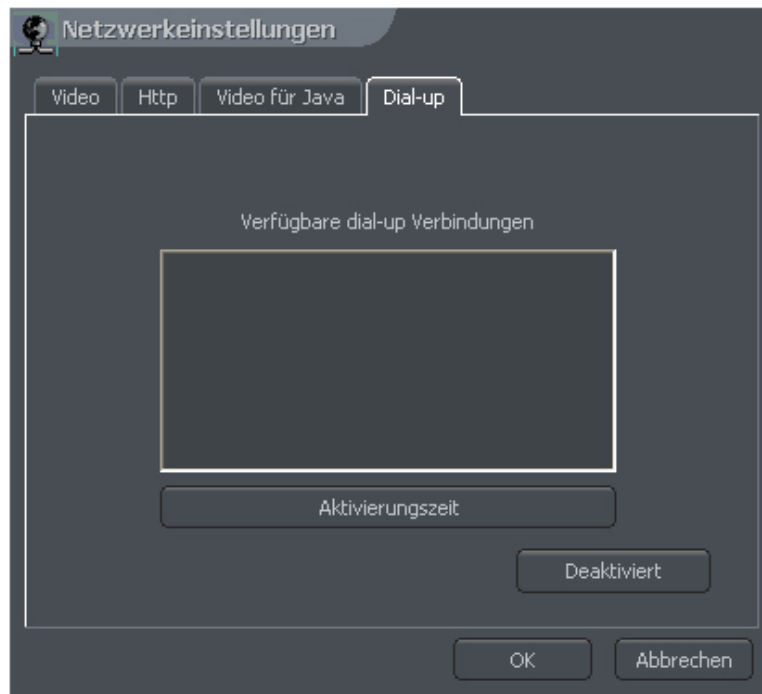 Netzwerkeinstellungen
Video Http Video für Java Dial-up
Verfügbare dial-up Verbindungen
Aktivierungszeit
Deaktiviert
OK Abbrechen